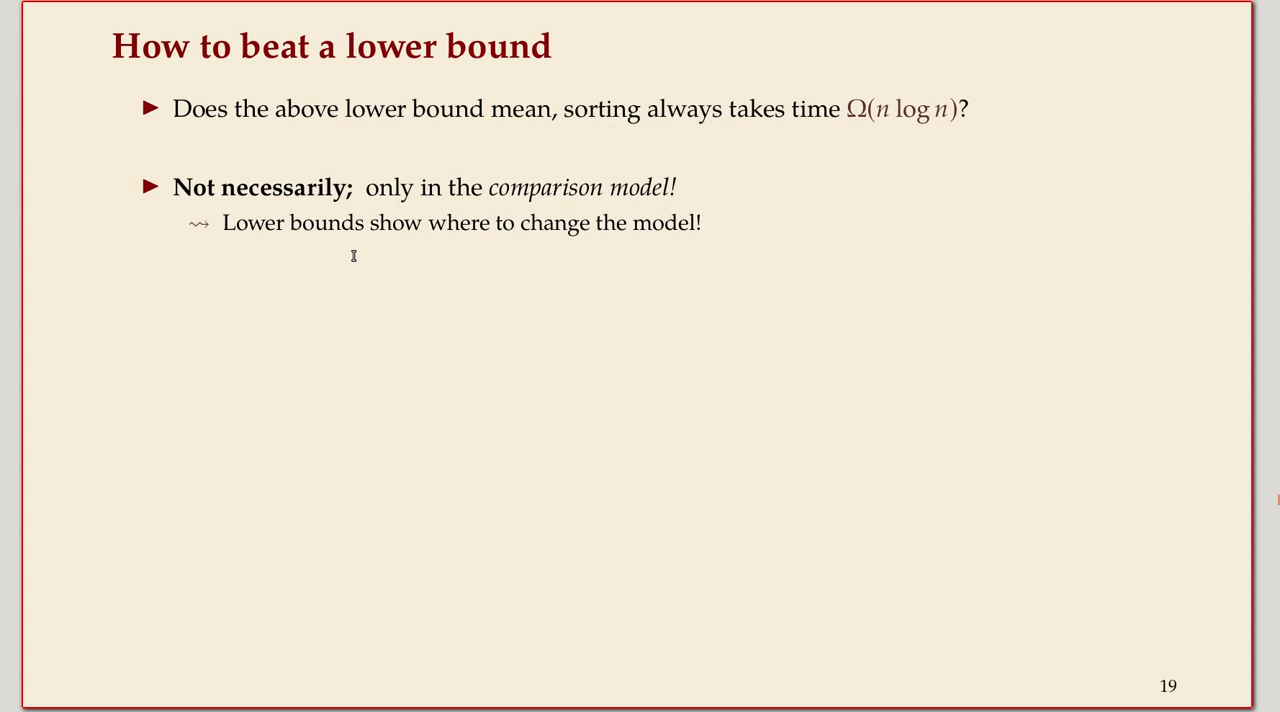 How to beat a lower bound
▶ Does the above lower bound mean, sorting always takes time Ω(n log n)?
▶ Not necessarily; only in the comparison model!
⇝ Lower bounds show where to change the model!
19